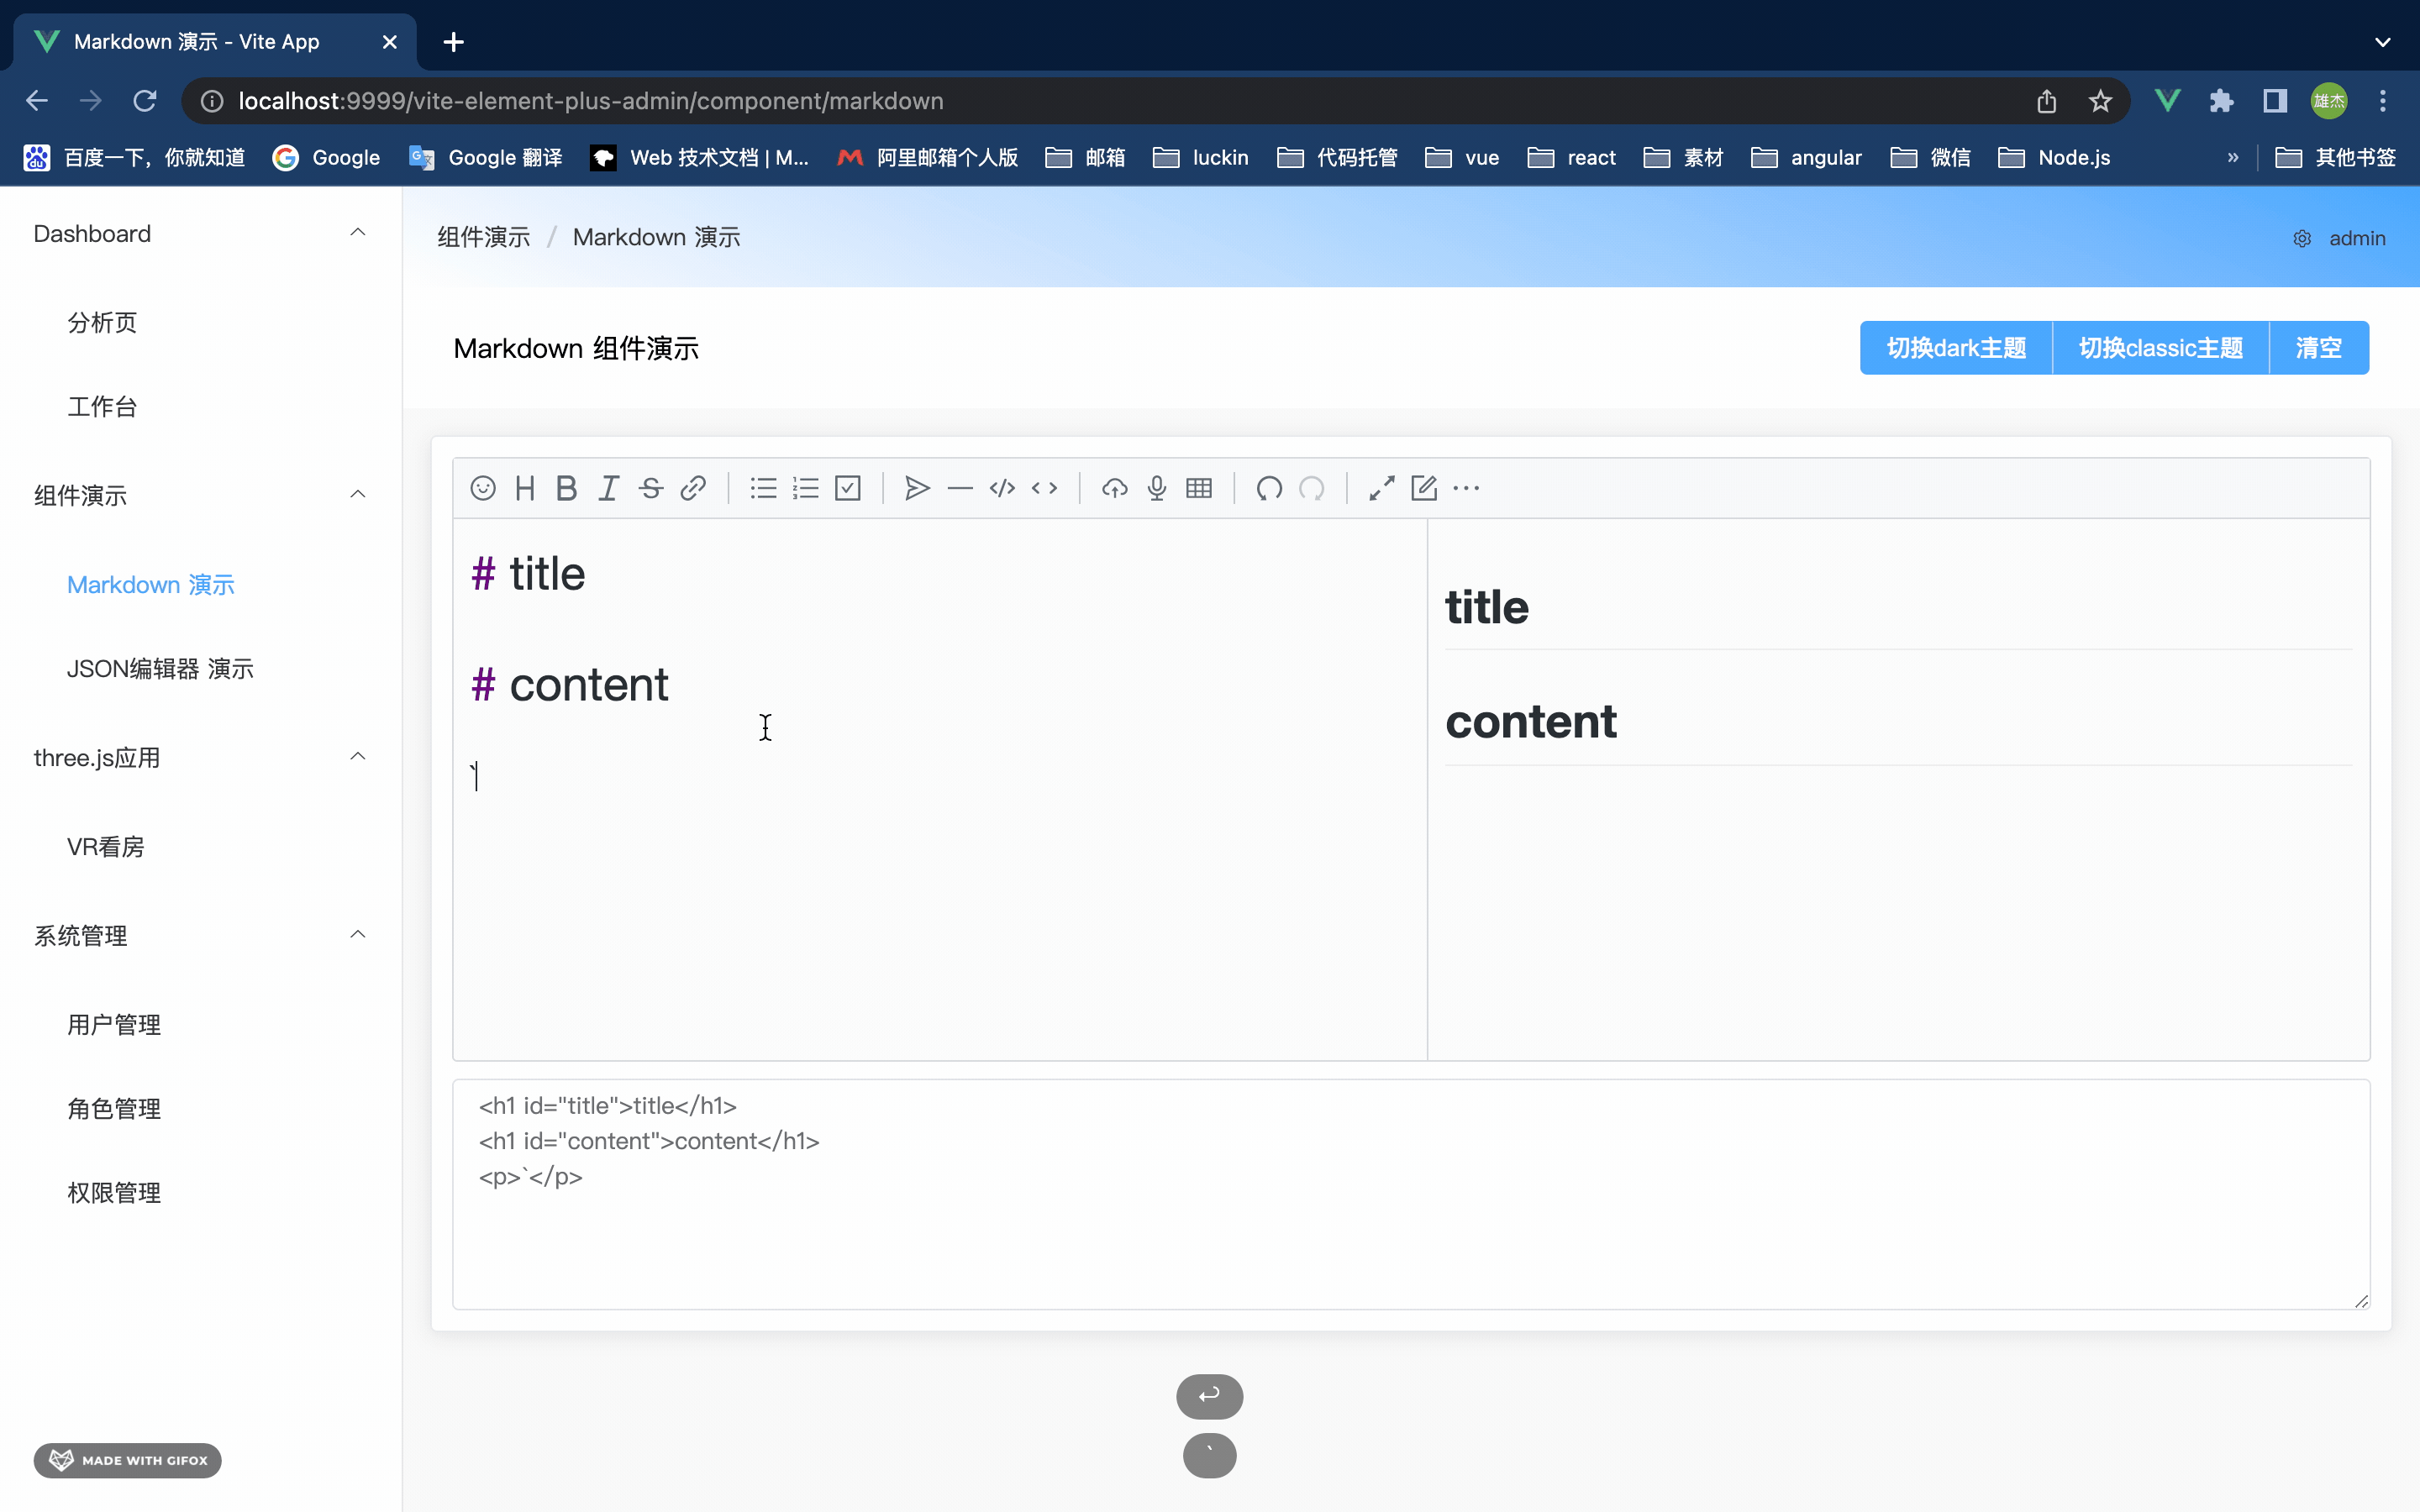 Markdown 演示 - Vite App
localhost:9999/vite-element-plus-admin/component/markdown
雄杰
百度一下，你就知道 Google Google 翻译 Web 技术文档 | M... 阿里邮箱个人版 邮箱 luckin 代码托管 vue react 素材 angular 微信 Node.js » 其他书签
Dashboard
分析页
工作台
组件演示
Markdown 演示
JSON编辑器 演示
three.js应用
VR看房
系统管理
用户管理
角色管理
权限管理
MADE WITH GIFOX
组件演示 / Markdown 演示
admin
Markdown 组件演示
切换dark主题 切换classic主题 清空
# title
# content
`
title
content
<h1 id="title">title</h1>
<h1 id="content">content</h1>
<p>`</p>
`